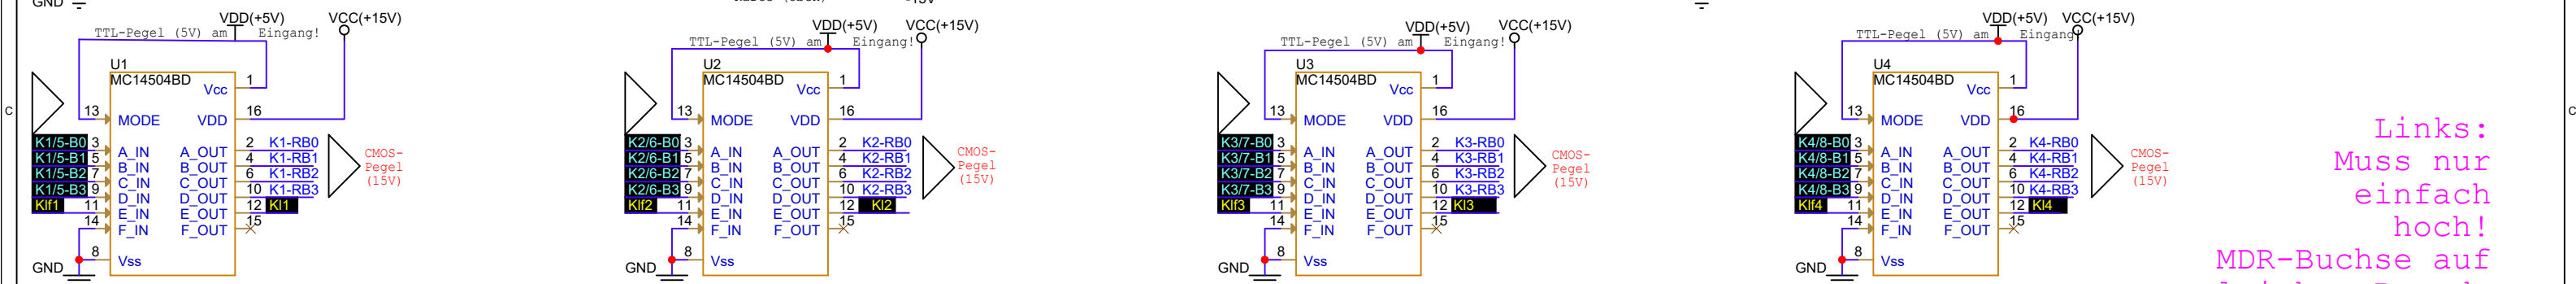 GND
VDD(+5V) VCC(+15V)
TTL-Pegel (5V) am Eingang!
U1
MC14504BD
Vcc 1
13 MODE VDD 16
K1/5-B0 3 A_IN A_OUT 2 K1-RB0
K1/5-B1 5 B_IN B_OUT 4 K1-RB1
K1/5-B2 7 C_IN C_OUT 6 K1-RB2
K1/5-B3 9 D_IN D_OUT 10 K1-RB3
Klf1 11 E_IN E_OUT 12 Kl1
14 F_IN F_OUT 15
8 Vss
GND
CMOS-
Pegel
(15V)
VDD(+5V) VCC(+15V)
TTL-Pegel (5V) am Eingang!
U2
MC14504BD
Vcc 1
13 MODE VDD 16
K2/6-B0 3 A_IN A_OUT 2 K2-RB0
K2/6-B1 5 B_IN B_OUT 4 K2-RB1
K2/6-B2 7 C_IN C_OUT 6 K2-RB2
K2/6-B3 9 D_IN D_OUT 10 K2-RB3
Klf2 11 E_IN E_OUT 12 Kl2
14 F_IN F_OUT 15
8 Vss
GND
CMOS-
Pegel
(15V)
VDD(+5V) VCC(+15V)
TTL-Pegel (5V) am Eingang!
U3
MC14504BD
Vcc 1
13 MODE VDD 16
K3/7-B0 3 A_IN A_OUT 2 K3-RB0
K3/7-B1 5 B_IN B_OUT 4 K3-RB1
K3/7-B2 7 C_IN C_OUT 6 K3-RB2
K3/7-B3 9 D_IN D_OUT 10 K3-RB3
Klf3 11 E_IN E_OUT 12 Kl3
14 F_IN F_OUT 15
8 Vss
GND
CMOS-
Pegel
(15V)
VDD(+5V) VCC(+15V)
TTL-Pegel (5V) am Eingang
U4
MC14504BD
Vcc 1
13 MODE VDD 16
K4/8-B0 3 A_IN A_OUT 2 K4-RB0
K4/8-B1 5 B_IN B_OUT 4 K4-RB1
K4/8-B2 7 C_IN C_OUT 6 K4-RB2
K4/8-B3 9 D_IN D_OUT 10 K4-RB3
Klf4 11 E_IN E_OUT 12 Kl4
14 F_IN F_OUT 15
8 Vss
GND
CMOS-
Pegel
(15V)
Links:
Muss nur
einfach
hoch!
MDR-Buchse auf
C
C